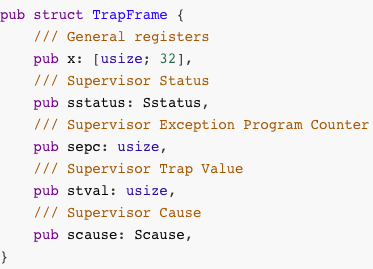 pub struct TrapFrame {
    /// General registers
    pub x: [usize; 32],
    /// Supervisor Status
    pub sstatus: Sstatus,
    /// Supervisor Exception Program Counter
    pub sepc: usize,
    /// Supervisor Trap Value
    pub stval: usize,
    /// Supervisor Cause
    pub scause: Scause,
}